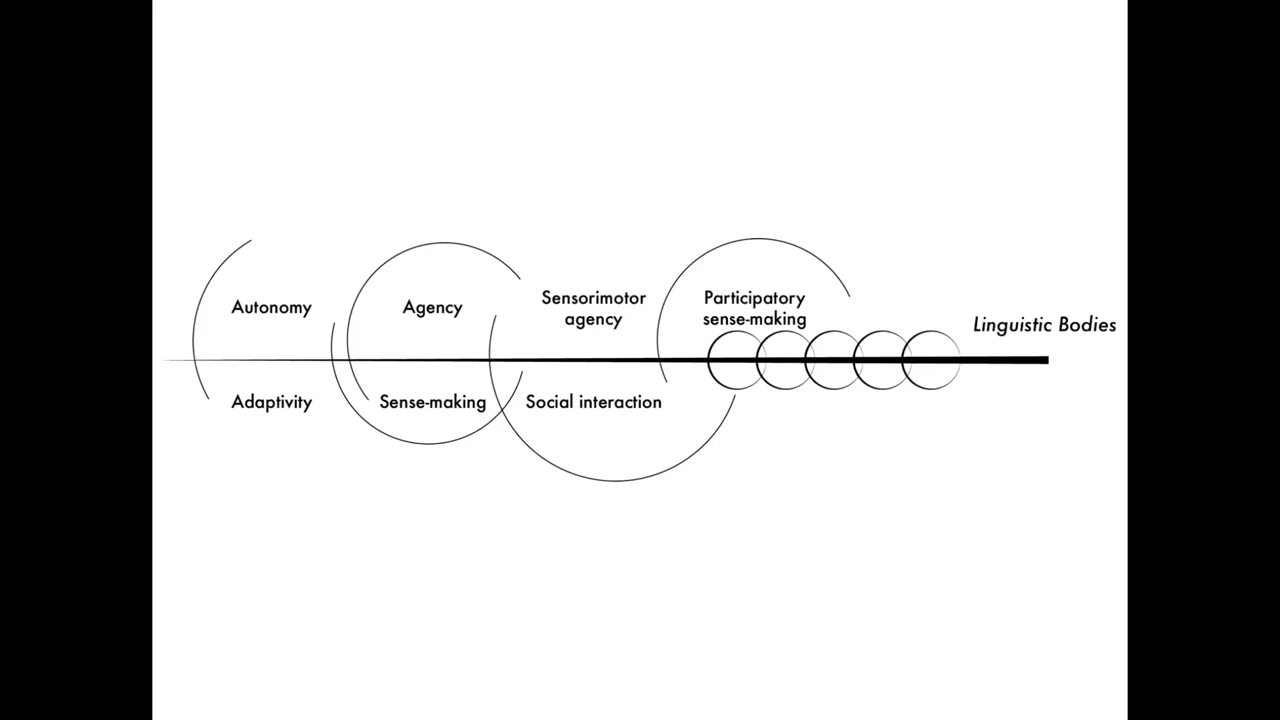 Autonomy
Agency
Sensorimotor
agency
Participatory
sense-making
Linguistic Bodies
Adaptivity
Sense-making
Social interaction